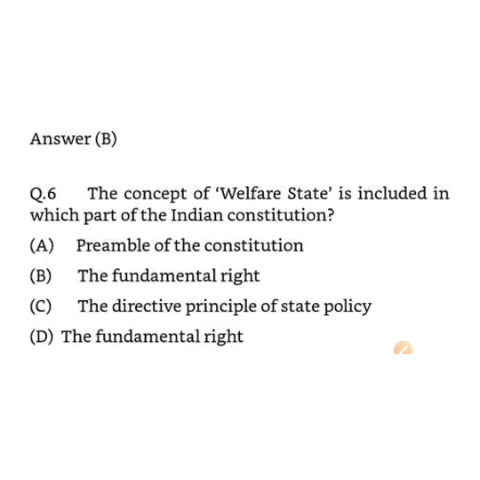 Answer (B)
Q.6 The concept of ‘Welfare State’ is included in
which part of the Indian constitution?
(A) Preamble of the constitution
(B) The fundamental right
(C) The directive principle of state policy
(D) The fundamental right